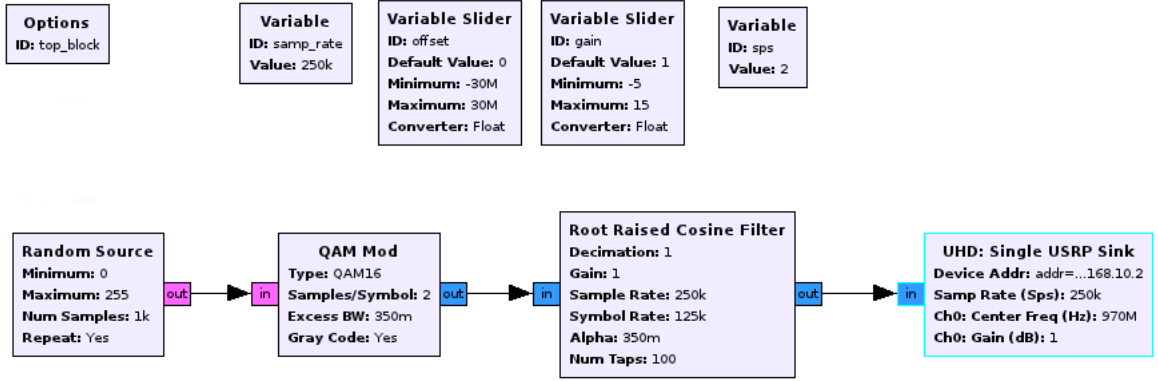 Options
ID: top_block
Variable
ID: samp_rate
Value: 250k
Variable Slider
ID: offset
Default Value: 0
Minimum: -30M
Maximum: 30M
Converter: Float
Variable Slider
ID: gain
Default Value: 1
Minimum: -5
Maximum: 15
Converter: Float
Variable
ID: sps
Value: 2
Random Source
Minimum: 0
Maximum: 255
Num Samples: 1k
Repeat: Yes
out
in
QAM Mod
Type: QAM16
Samples/Symbol: 2
Excess BW: 350m
Gray Code: Yes
out
in
Root Raised Cosine Filter
Decimation: 1
Gain: 1
Sample Rate: 250k
Symbol Rate: 125k
Alpha: 350m
Num Taps: 100
out
in
UHD: Single USRP Sink
Device Addr: addr=...168.10.2
Samp Rate (Sps): 250k
Ch0: Center Freq (Hz): 970M
Ch0: Gain (dB): 1